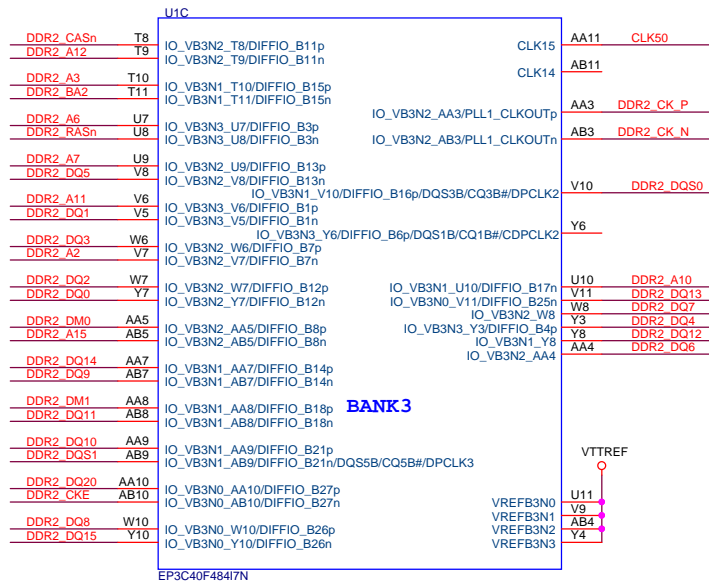 U1C
DDR2_CASn T8 IO_VB3N2_T8/DIFFIO_B11p CLK15 AA11 CLK50
DDR2_A12 T9 IO_VB3N2_T9/DIFFIO_B11n
CLK14 AB11
DDR2_A3 T10 IO_VB3N1_T10/DIFFIO_B15p
DDR2_BA2 T11 IO_VB3N1_T11/DIFFIO_B15n
IO_VB3N2_AA3/PLL1_CLKOUTp AA3 DDR2_CK_P
DDR2_A6 U7 IO_VB3N3_U7/DIFFIO_B3p
DDR2_RASn U8 IO_VB3N3_U8/DIFFIO_B3n IO_VB3N2_AB3/PLL1_CLKOUTn AB3 DDR2_CK_N
DDR2_A7 U9 IO_VB3N2_U9/DIFFIO_B13p
DDR2_DQ5 V8 IO_VB3N2_V8/DIFFIO_B13n
IO_VB3N1_V10/DIFFIO_B16p/DQS3B/CQ3B#/DPCLK2 V10 DDR2_DQS0
DDR2_A11 V6 IO_VB3N3_V6/DIFFIO_B1p
DDR2_DQ1 V5 IO_VB3N3_V5/DIFFIO_B1n
IO_VB3N3_Y6/DIFFIO_B6p/DQS1B/CQ1B#/CDPCLK2 Y6
DDR2_DQ3 W6 IO_VB3N2_W6/DIFFIO_B7p
DDR2_A2 V7 IO_VB3N2_V7/DIFFIO_B7n
DDR2_DQ2 W7 IO_VB3N2_W7/DIFFIO_B12p IO_VB3N1_U10/DIFFIO_B17n U10 DDR2_A10
DDR2_DQ0 Y7 IO_VB3N2_Y7/DIFFIO_B12n IO_VB3N0_V11/DIFFIO_B25n V11 DDR2_DQ13
IO_VB3N2_W8 W8 DDR2_DQ7
DDR2_DM0 AA5 IO_VB3N2_AA5/DIFFIO_B8p IO_VB3N3_Y3/DIFFIO_B4p Y3 DDR2_DQ4
DDR2_A15 AB5 IO_VB3N2_AB5/DIFFIO_B8n IO_VB3N1_Y8 Y8 DDR2_DQ12
IO_VB3N2_AA4 AA4 DDR2_DQ6
DDR2_DQ14 AA7 IO_VB3N1_AA7/DIFFIO_B14p
DDR2_DQ9 AB7 IO_VB3N1_AB7/DIFFIO_B14n
DDR2_DM1 AA8 IO_VB3N1_AA8/DIFFIO_B18p
BANK3
DDR2_DQ11 AB8 IO_VB3N1_AB8/DIFFIO_B18n
DDR2_DQ10 AA9 IO_VB3N1_AA9/DIFFIO_B21p
VTTREF
DDR2_DQS1 AB9 IO_VB3N1_AB9/DIFFIO_B21n/DQS5B/CQ5B#/DPCLK3
DDR2_DQ20 AA10 IO_VB3N0_AA10/DIFFIO_B27p
DDR2_CKE AB10 IO_VB3N0_AB10/DIFFIO_B27n VREFB3N0 U11
VREFB3N1 V9
DDR2_DQ8 W10 IO_VB3N0_W10/DIFFIO_B26p VREFB3N2 AB4
DDR2_DQ15 Y10 IO_VB3N0_Y10/DIFFIO_B26n VREFB3N3 Y4
EP3C40F484I7N